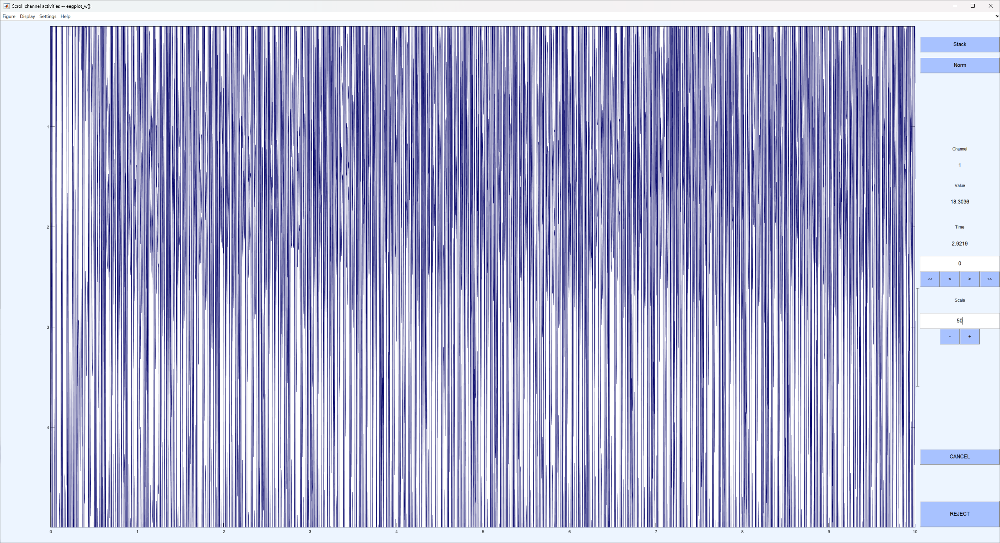 Scroll channel activities -- eegplot_w():
Figure Display Settings Help
Stack
Norm
1
2
3
4
0 1 2 3 4 5 6 7 8 9 10
Channel
1
Value
18.3036
Time
2.9219
0
<< < > >>
Scale
50
- +
CANCEL
REJECT